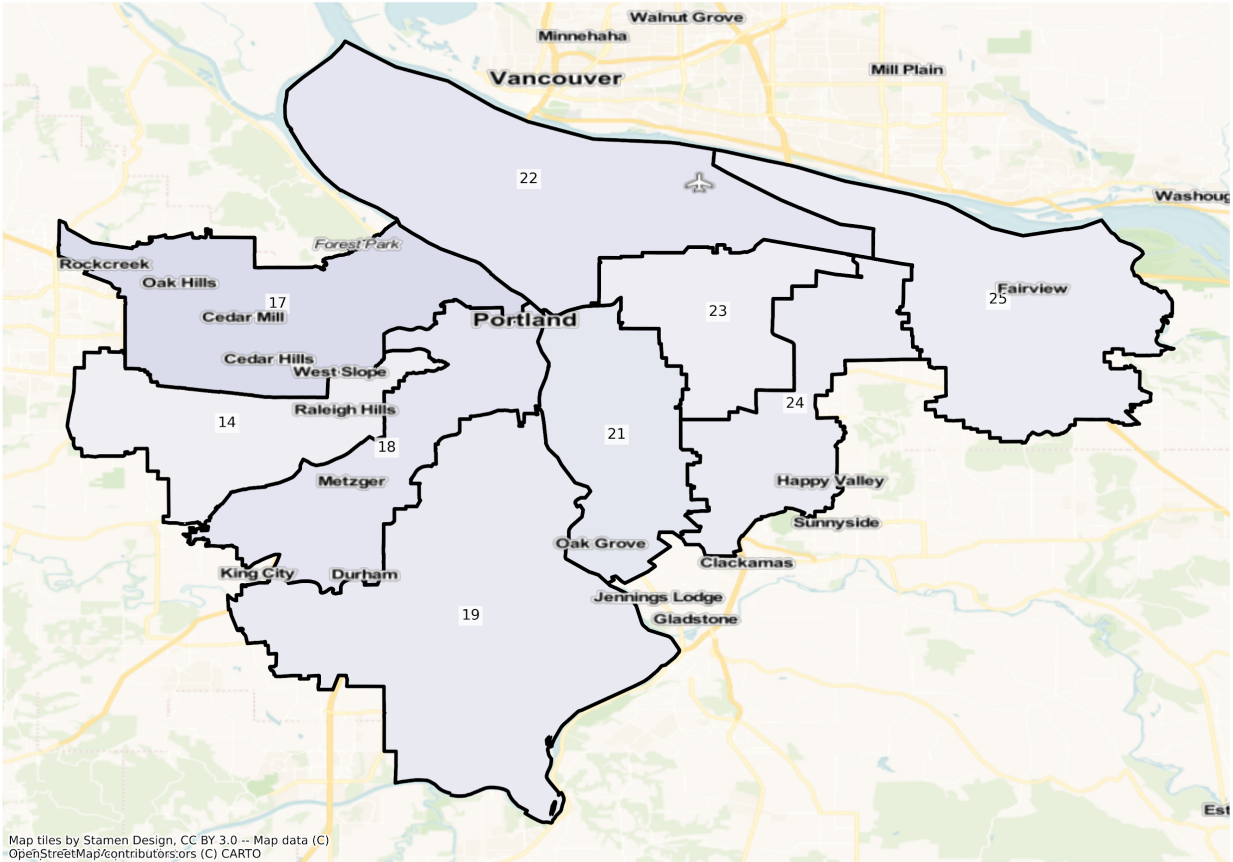 Walnut Grove
Minnehaha
Mill Plain
Vancouver
22
Washoug
Forest Park
Rockcreek
Oak Hills
17
Cedar Mill
Portland
23
25
Fairview
Cedar Hills
West Slope
Raleigh Hills
14
24
21
18
Metzger
Happy Valley
Sunnyside
Oak Grove
Clackamas
King City
Durham
Jennings Lodge
19
Gladstone
Est
Map tiles by Stamen Design, CC BY 3.0 -- Map data (C)
OpenStreetMap contributors (C) CARTO